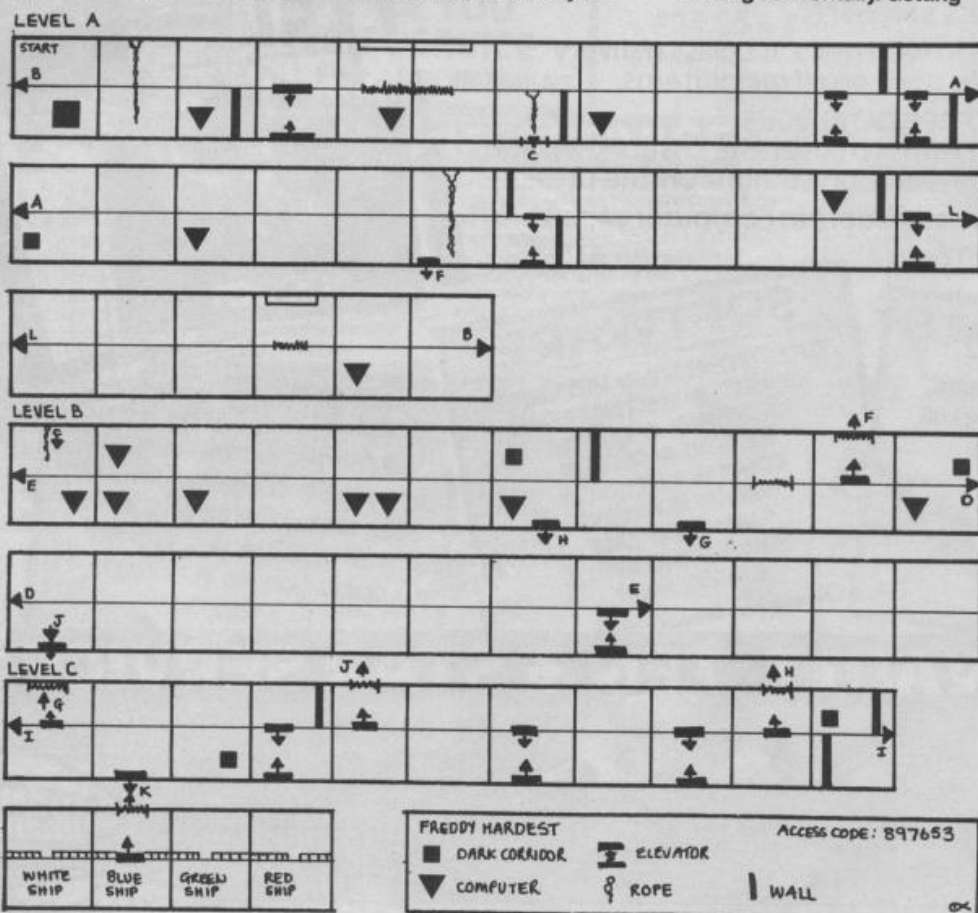 LEVEL A
START
B
A
C
A
L
F
L
B
LEVEL B
C
F
E
D
H
G
D
E
J
LEVEL C
J
H
G
I
I
K
WHITE SHIP
BLUE SHIP
GREEN SHIP
RED SHIP
FREDDY HARDEST
ACCESS CODE: 897653
DARK CORRIDOR
ELEVATOR
COMPUTER
ROPE
WALL